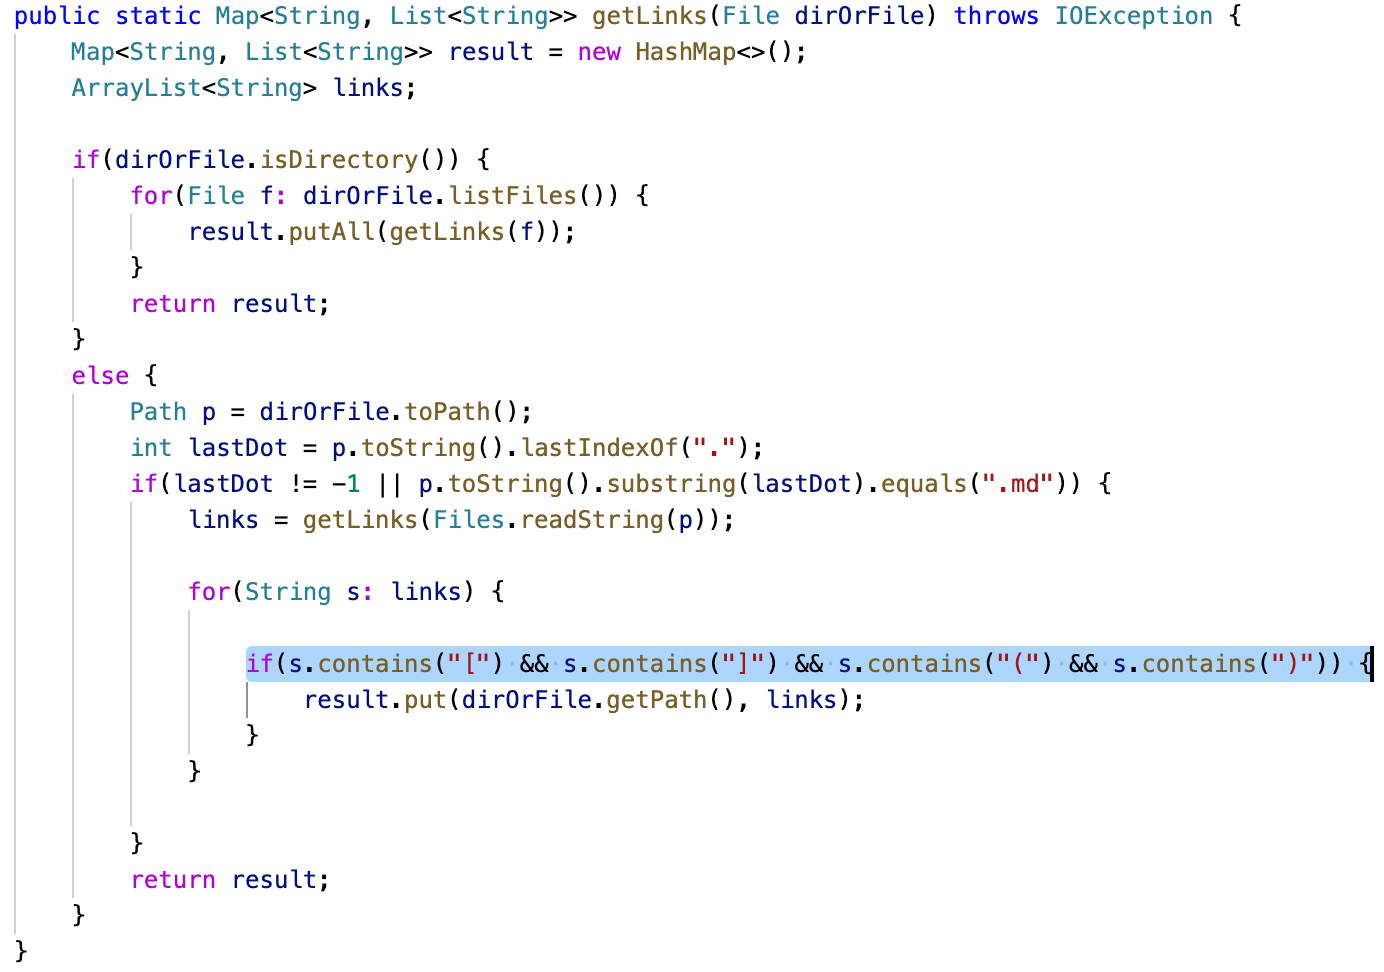 public static Map<String, List<String>> getLinks(File dirOrFile) throws IOException {
    Map<String, List<String>> result = new HashMap<>();
    ArrayList<String> links;
    if(dirOrFile.isDirectory()) {
        for(File f: dirOrFile.listFiles()) {
            result.putAll(getLinks(f));
        }
        return result;
    }
    else {
        Path p = dirOrFile.toPath();
        int lastDot = p.toString().lastIndexOf(".");
        if(lastDot != -1 || p.toString().substring(lastDot).equals(".md")) {
            links = getLinks(Files.readString(p));
            for(String s: links) {
                if(s.contains("[") && s.contains("]") && s.contains("(") && s.contains(")")) {
                    result.put(dirOrFile.getPath(), links);
                }
            }
        }
        return result;
    }
}